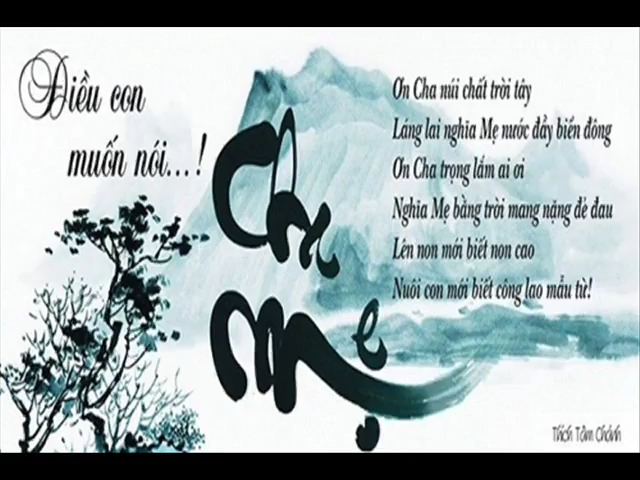 Điều con
muốn nói...!
Cha
Mẹ
Ơn Cha núi chất trời tây
Láng lai nghĩa Mẹ nước đầy biển đông
Ơn Cha trọng lắm ai ơi
Nghĩa Mẹ bằng trời mang nặng đẻ đau
Lên non mới biết non cao
Nuôi con mới biết công lao mẫu từ!
Thích Tâm Chánh